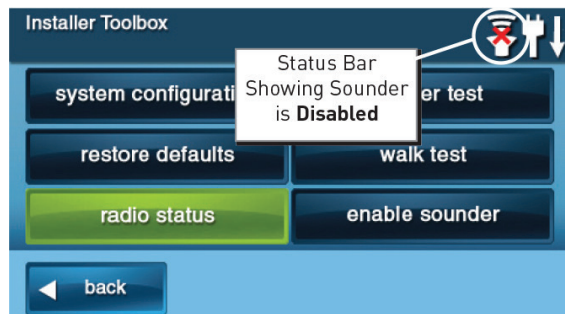 Installer Toolbox
Status Bar
Showing Sounder
is Disabled
system configurati
er test
restore defaults
walk test
radio status
enable sounder
back